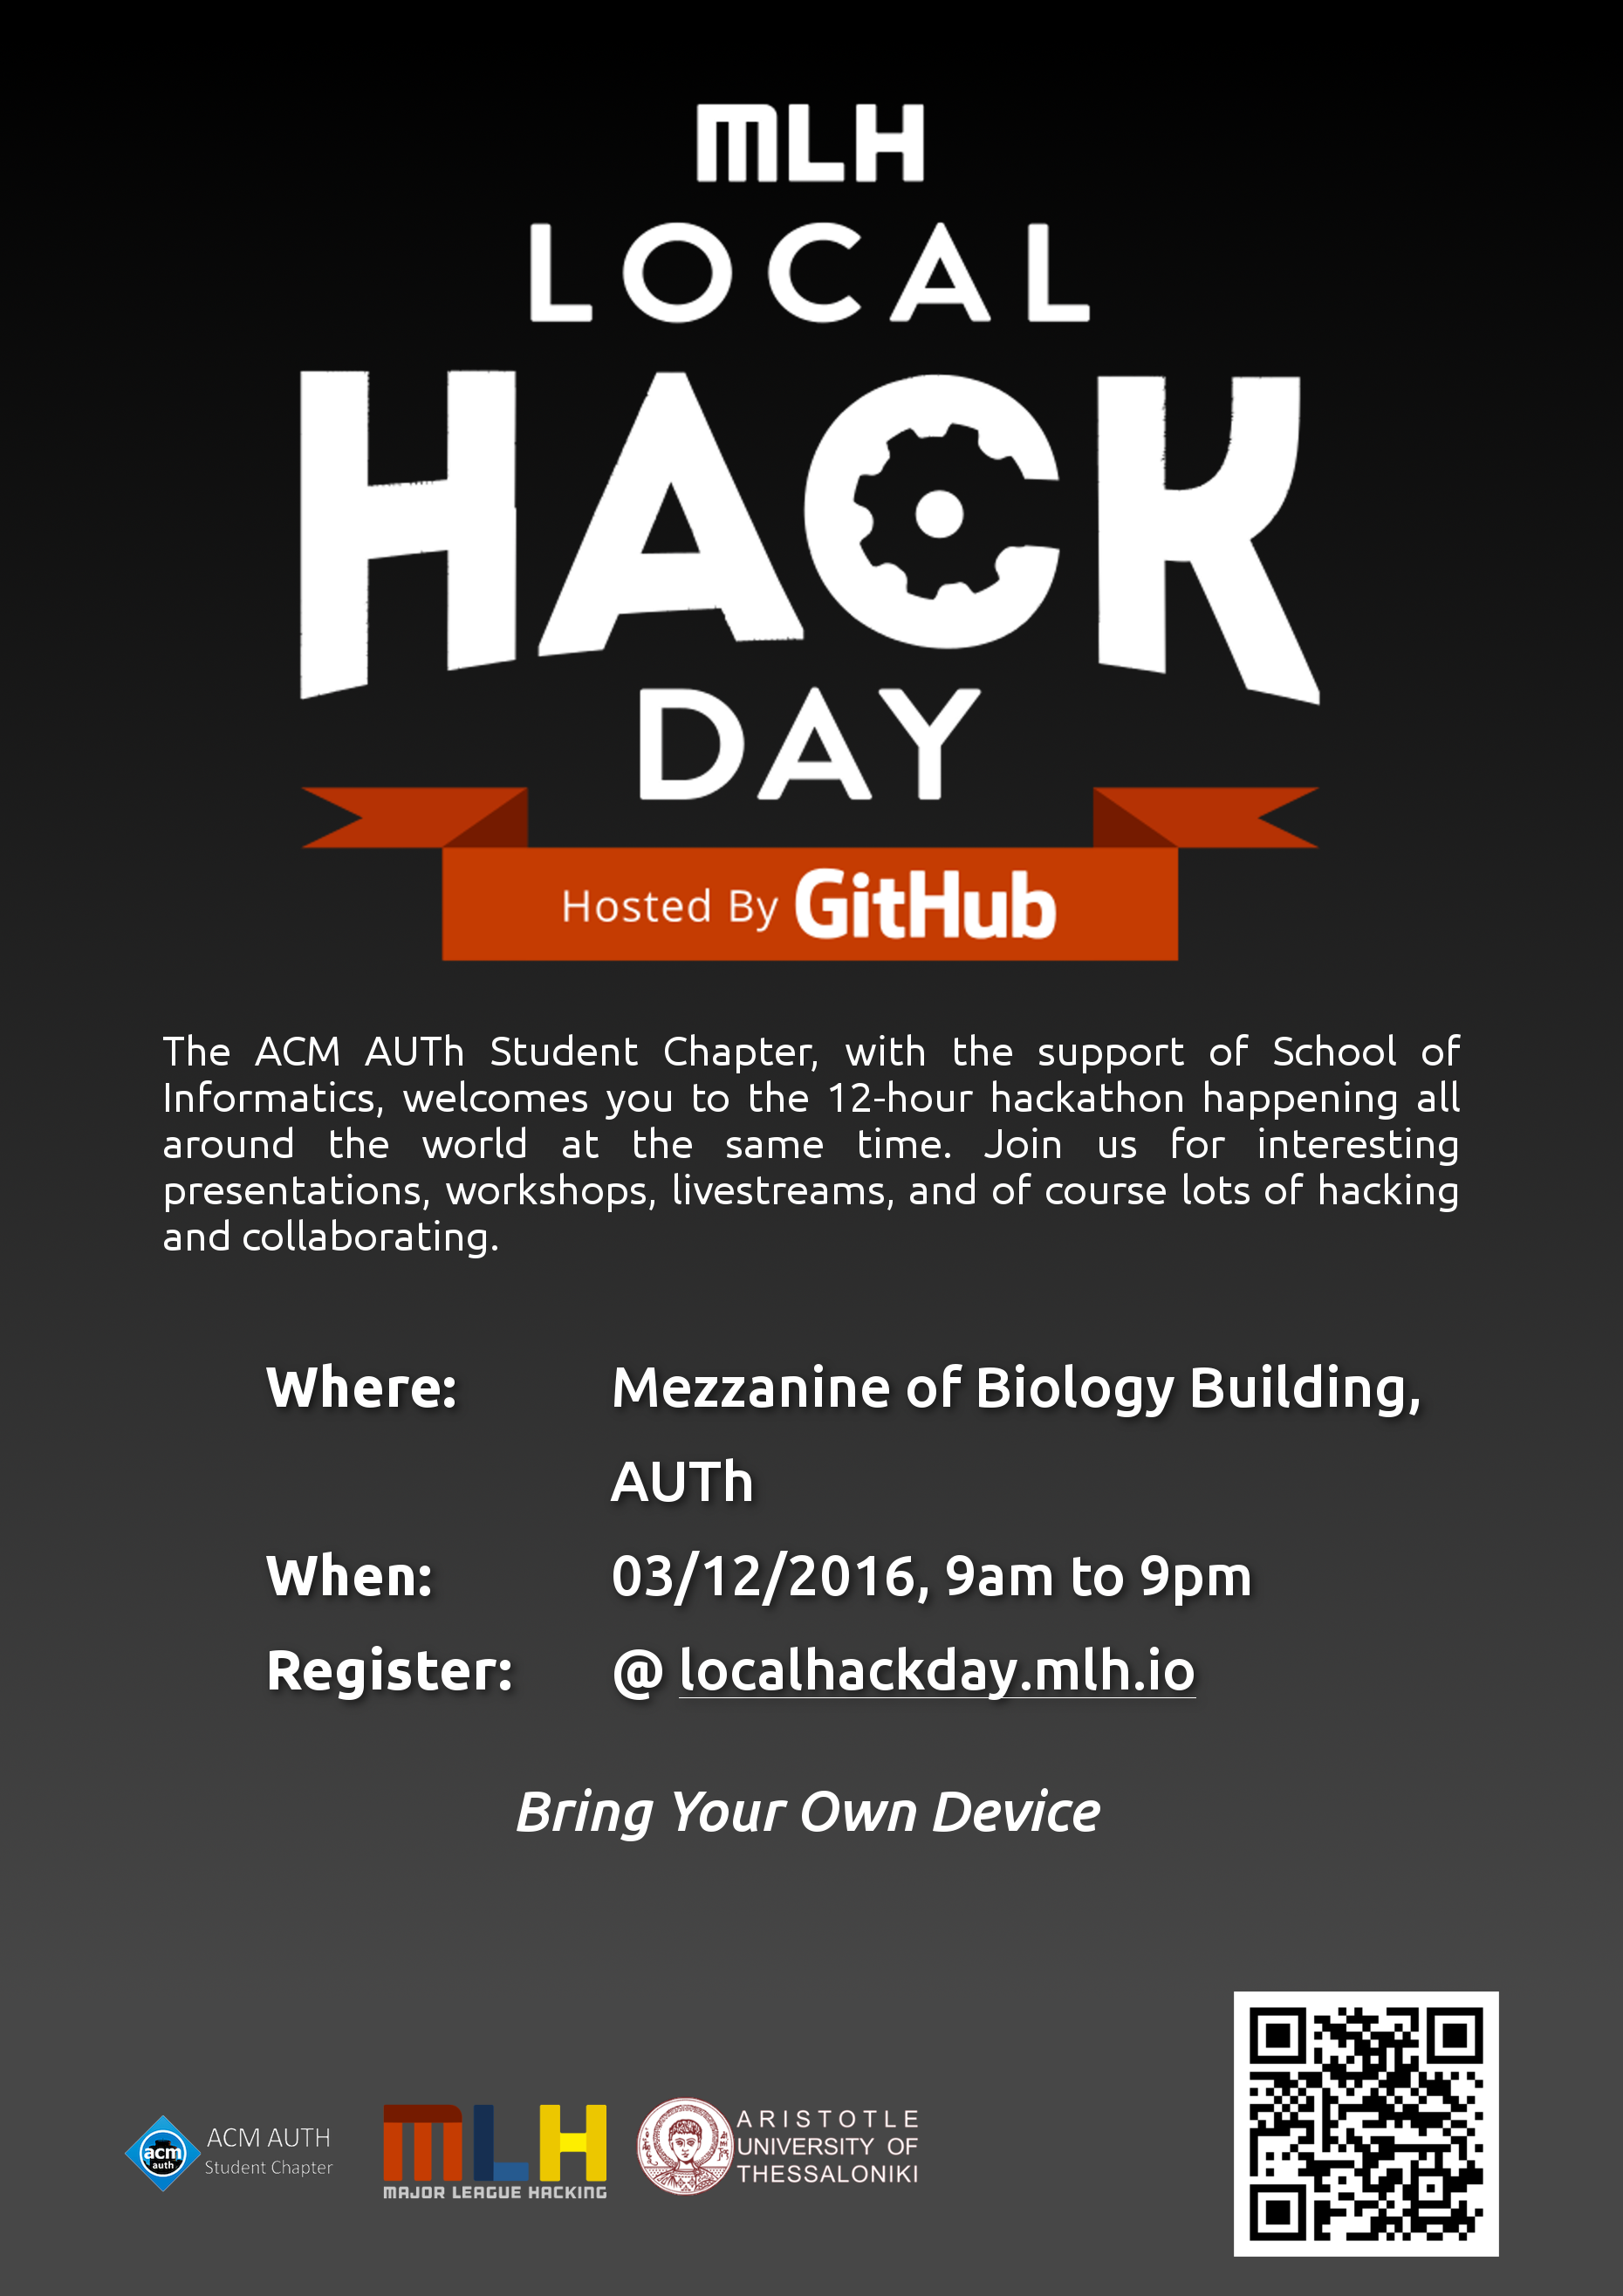 MLH
LOCAL
HACK
DAY
Hosted By GitHub
The ACM AUTh Student Chapter, with the support of School of
Informatics, welcomes you to the 12-hour hackathon happening all
around the world at the same time. Join us for interesting
presentations, workshops, livestreams, and of course lots of hacking
and collaborating.
Where: Mezzanine of Biology Building,
AUTh
When: 03/12/2016, 9am to 9pm
Register: @ localhackday.mlh.io
Bring Your Own Device
acm
auth
ACM AUTH
Student Chapter
MLH
MAJOR LEAGUE HACKING
ARISTOTLE
UNIVERSITY OF
THESSALONIKI